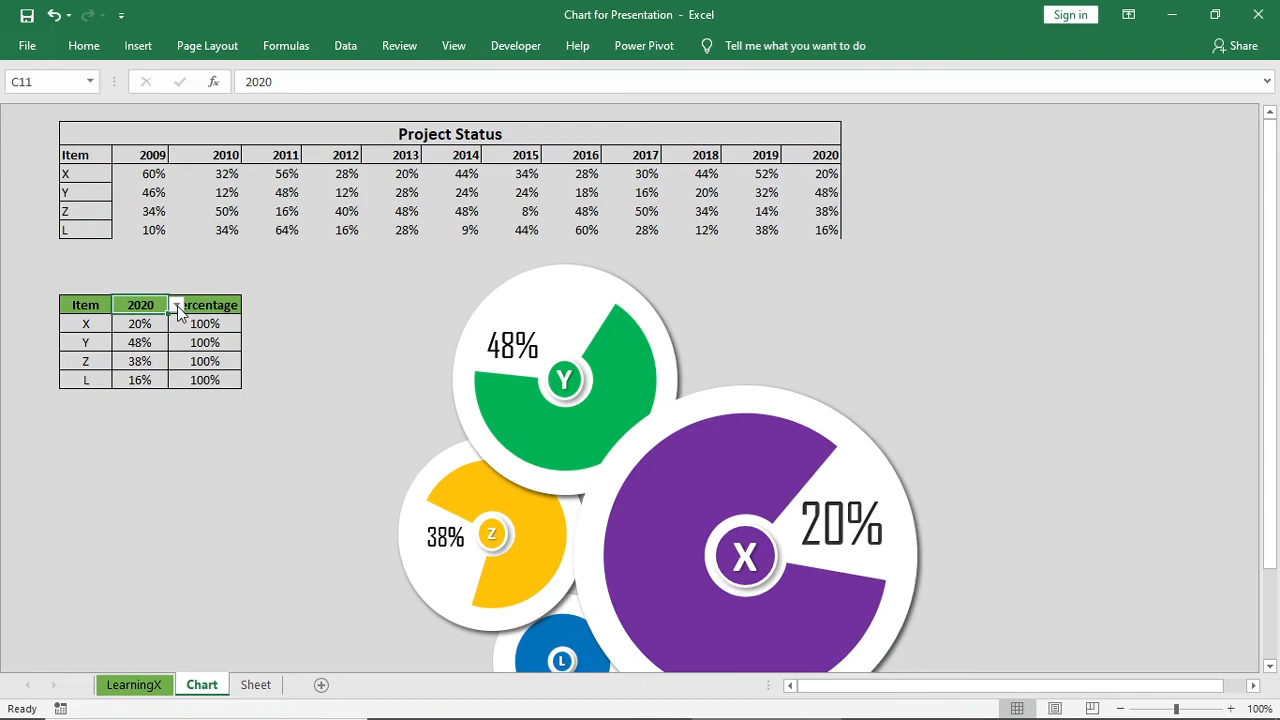 Chart for Presentation - Excel
Sign in
File Home Insert Page Layout Formulas Data Review View Developer Help Power Pivot Tell me what you want to do Share
C11 fx 2020
Project Status
Item 2009 2010 2011 2012 2013 2014 2015 2016 2017 2018 2019 2020
X 60% 32% 56% 28% 20% 44% 34% 28% 30% 44% 52% 20%
Y 46% 12% 48% 12% 28% 24% 24% 18% 16% 20% 32% 48%
Z 34% 50% 16% 40% 48% 48% 8% 48% 50% 34% 14% 38%
L 10% 34% 64% 16% 28% 9% 44% 60% 28% 12% 38% 16%
Item 2020 ercentage
X 20% 100%
Y 48% 100%
Z 38% 100%
L 16% 100%
48%
Y
38%
Z
20%
X
L
LearningX Chart Sheet
Ready
100%